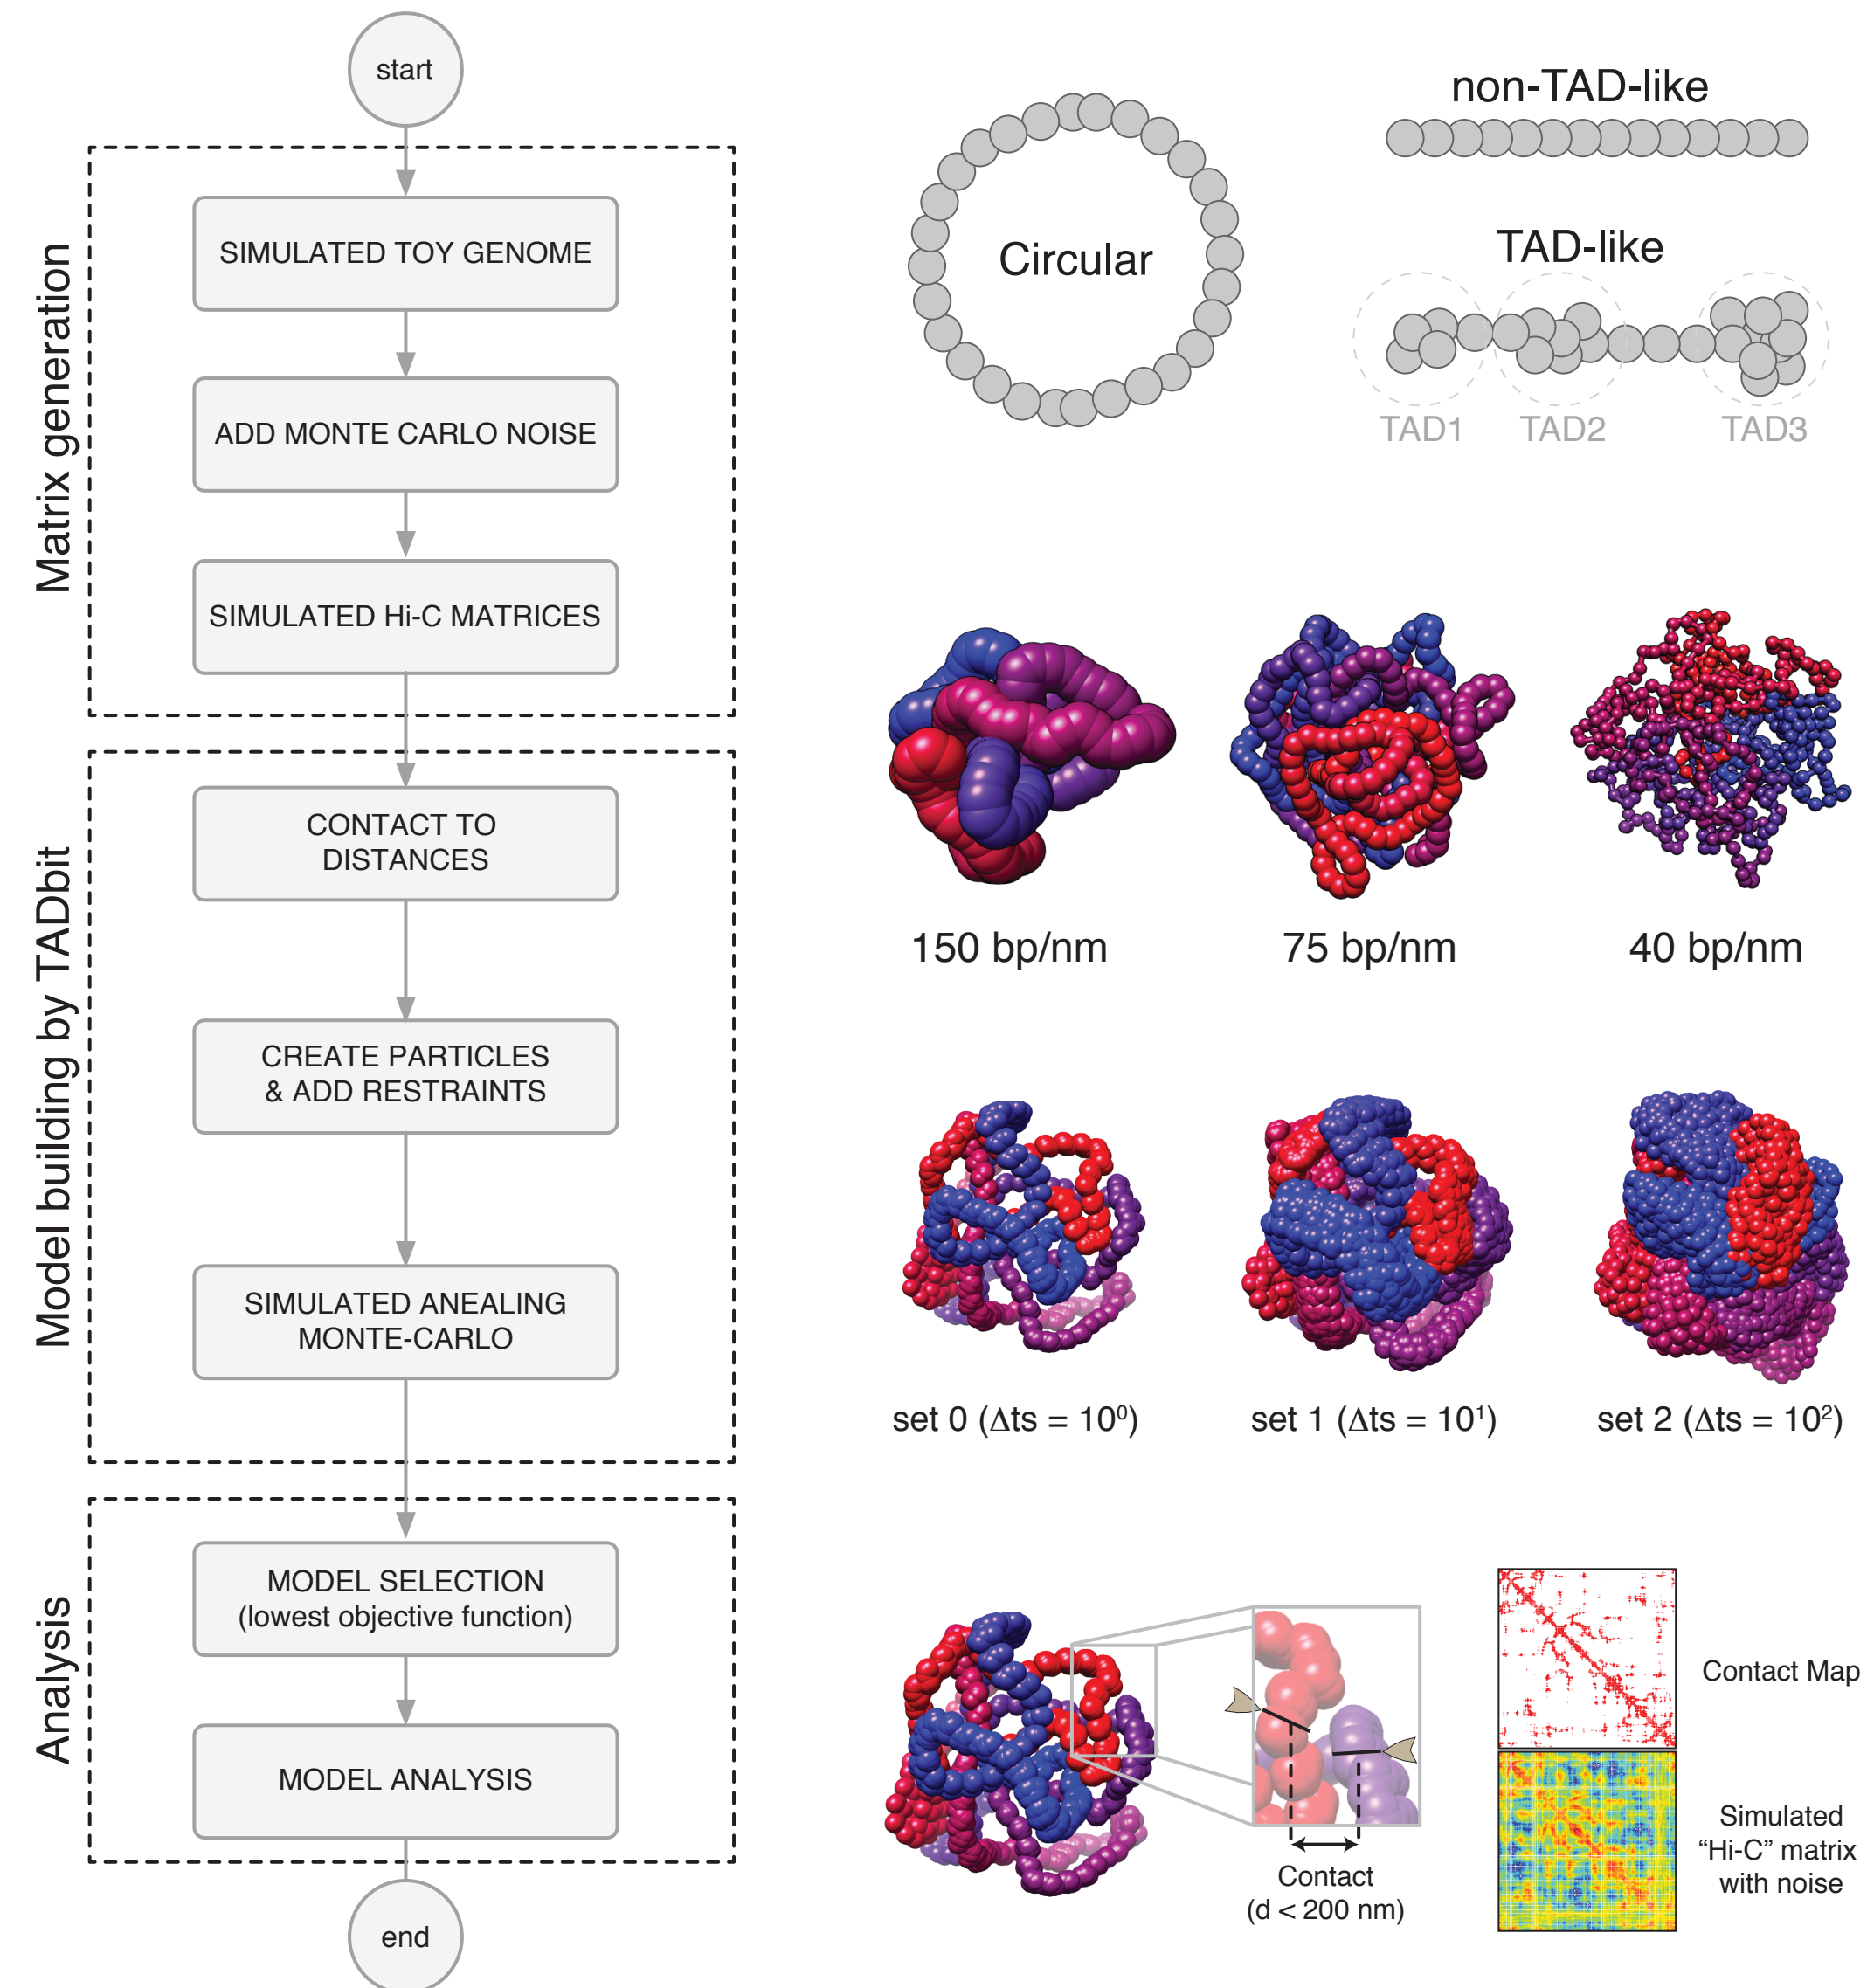 start
Matrix generation
SIMULATED TOY GENOME
ADD MONTE CARLO NOISE
SIMULATED Hi-C MATRICES
Model building by TADbit
CONTACT TO
DISTANCES
CREATE PARTICLES
& ADD RESTRAINTS
SIMULATED ANEALING
MONTE-CARLO
Analysis
MODEL SELECTION
(lowest objective function)
MODEL ANALYSIS
end
Circular
non-TAD-like
TAD-like
TAD1
TAD2
TAD3
150 bp/nm
75 bp/nm
40 bp/nm
set 0 (Δts = 10⁰)
set 1 (Δts = 10¹)
set 2 (Δts = 10²)
Contact
(d < 200 nm)
Contact Map
Simulated
“Hi-C” matrix
with noise